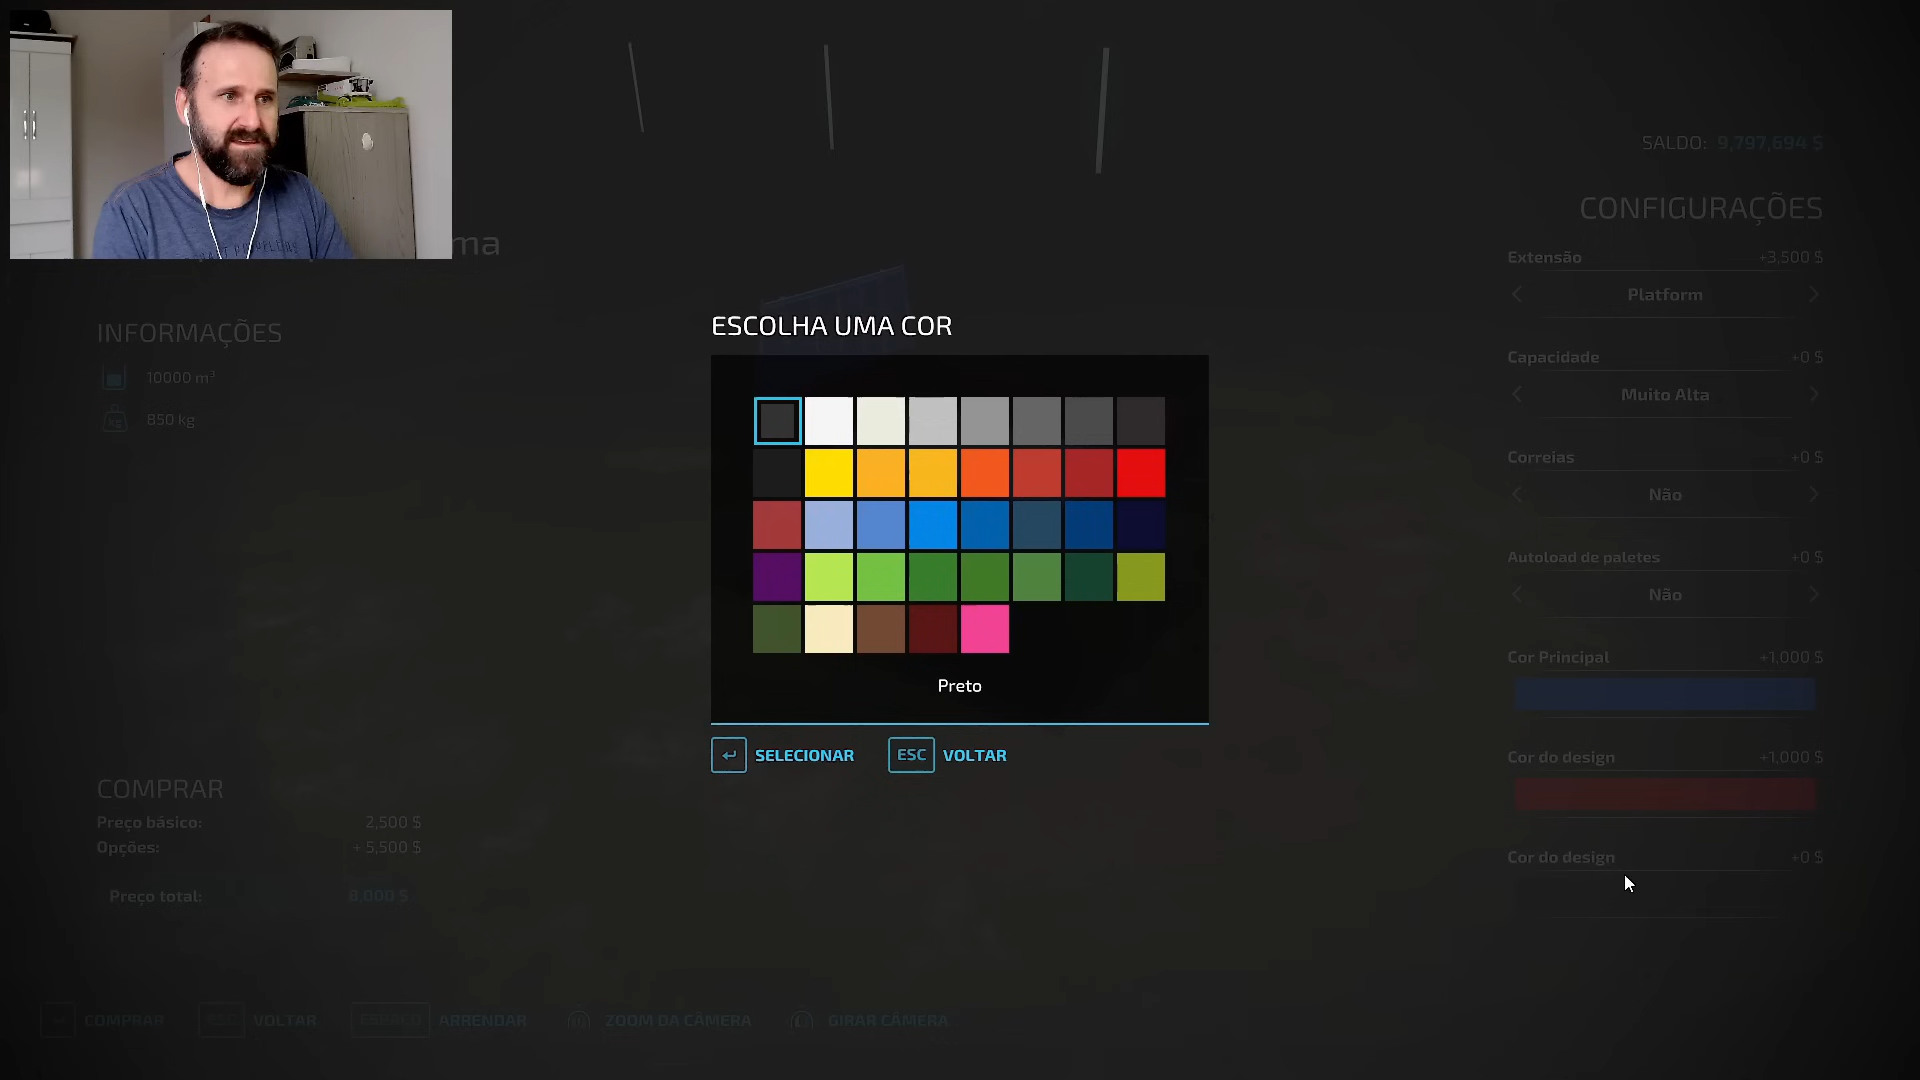 ma
SALDO: 9,797,694 $
CONFIGURAÇÕES
Extensão +3,500 $
Platform
Capacidade +0 $
Muito Alta
Correias +0 $
Não
Autoload de paletes +0 $
Não
Cor Principal +1,000 $
Cor do design +1,000 $
Cor do design +0 $
INFORMAÇÕES
10000 m³
KG 850 kg
ESCOLHA UMA COR
Preto
SELECIONAR ESC VOLTAR
COMPRAR
Preço básico: 2,500 $
Opções: + 5,500 $
Preço total: 8,000 $
COMPRAR ESC VOLTAR ESPAÇO ARRENDAR ZOOM DA CÂMERA GIRAR CÂMERA